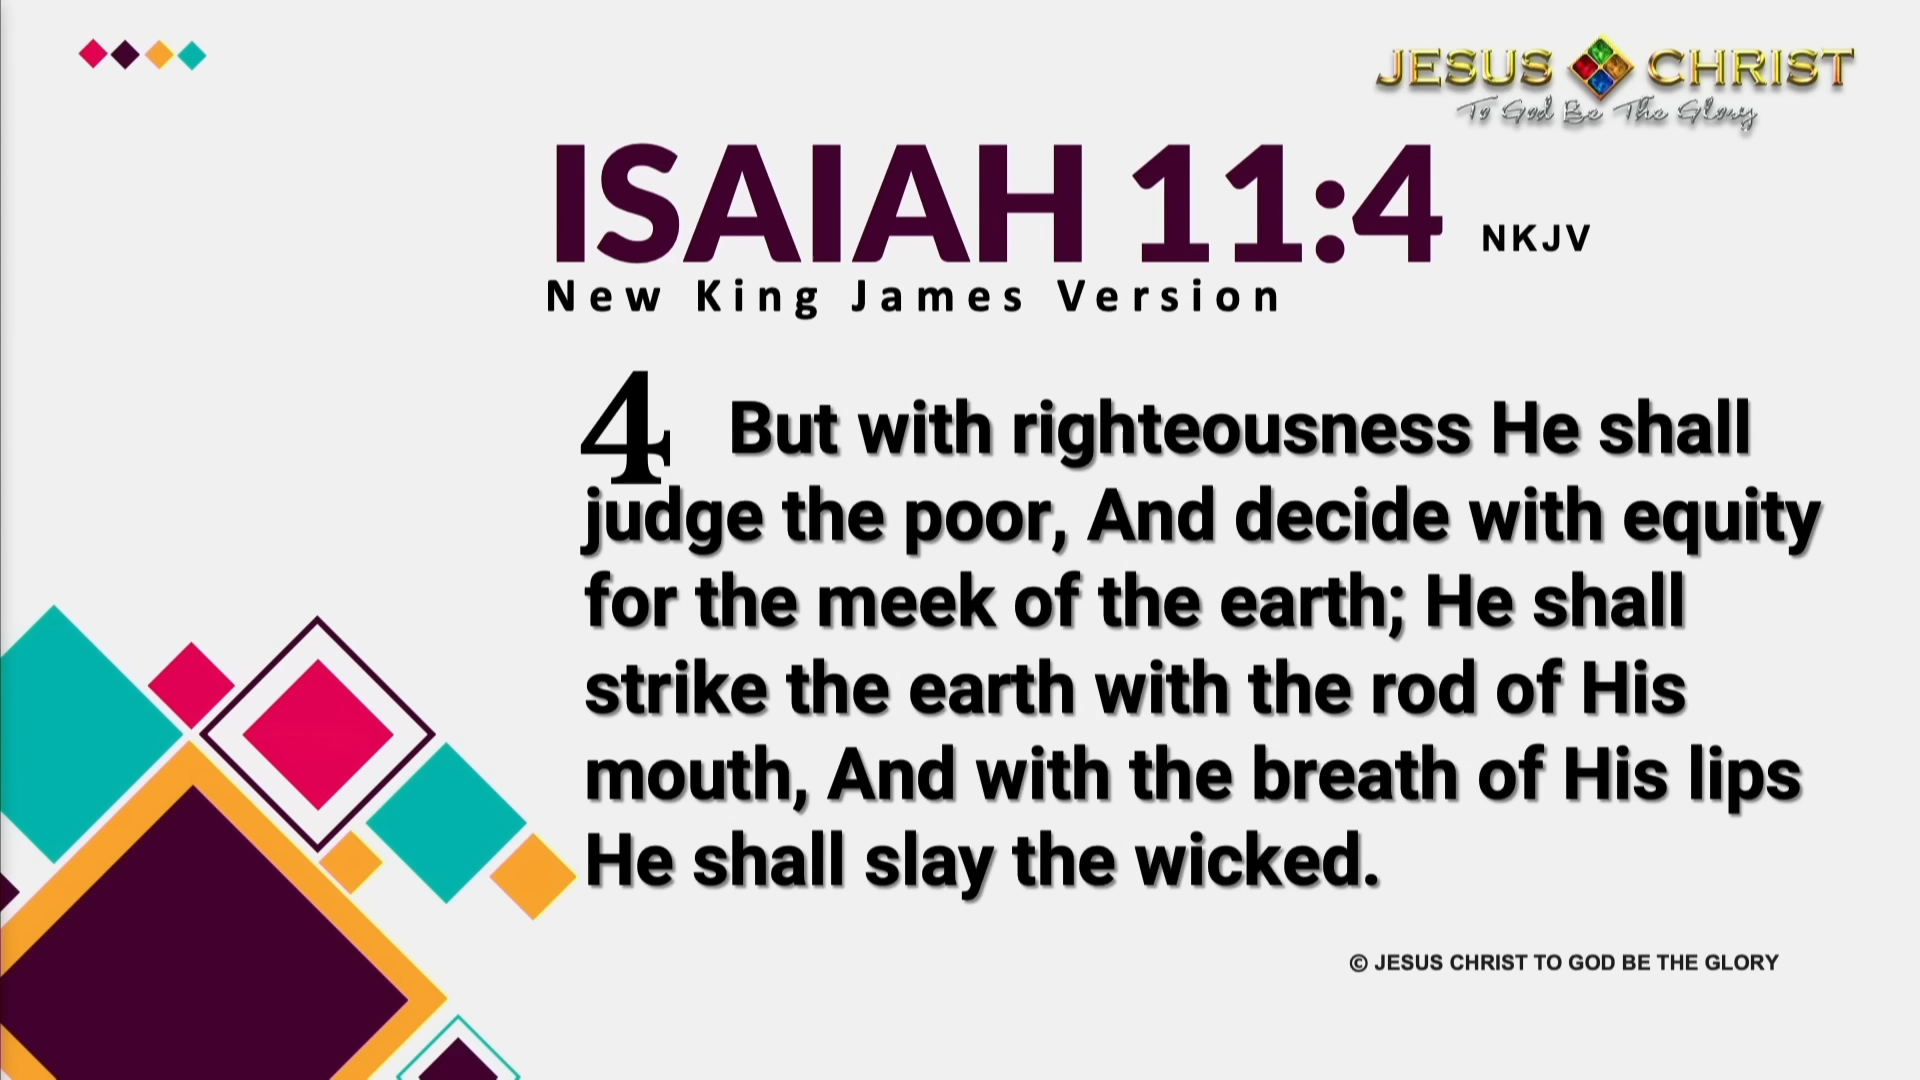 JESUS CHRIST
To God Be The Glory
ISAIAH 11:4 NKJV
New King James Version
4 But with righteousness He shall
judge the poor, And decide with equity
for the meek of the earth; He shall
strike the earth with the rod of His
mouth, And with the breath of His lips
He shall slay the wicked.
© JESUS CHRIST TO GOD BE THE GLORY